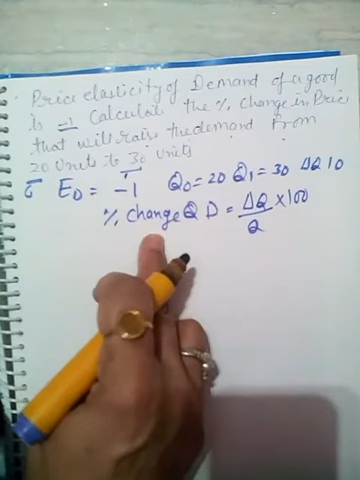 Price elasticity of Demand of a good
is -1 Calculate the % Change in Price
that will raise the demand from
20 Units to 30 units
E_D = -1 Q0 = 20 Q1 = 30 ΔQ 10
% Change Q D = ΔQ/Q × 100